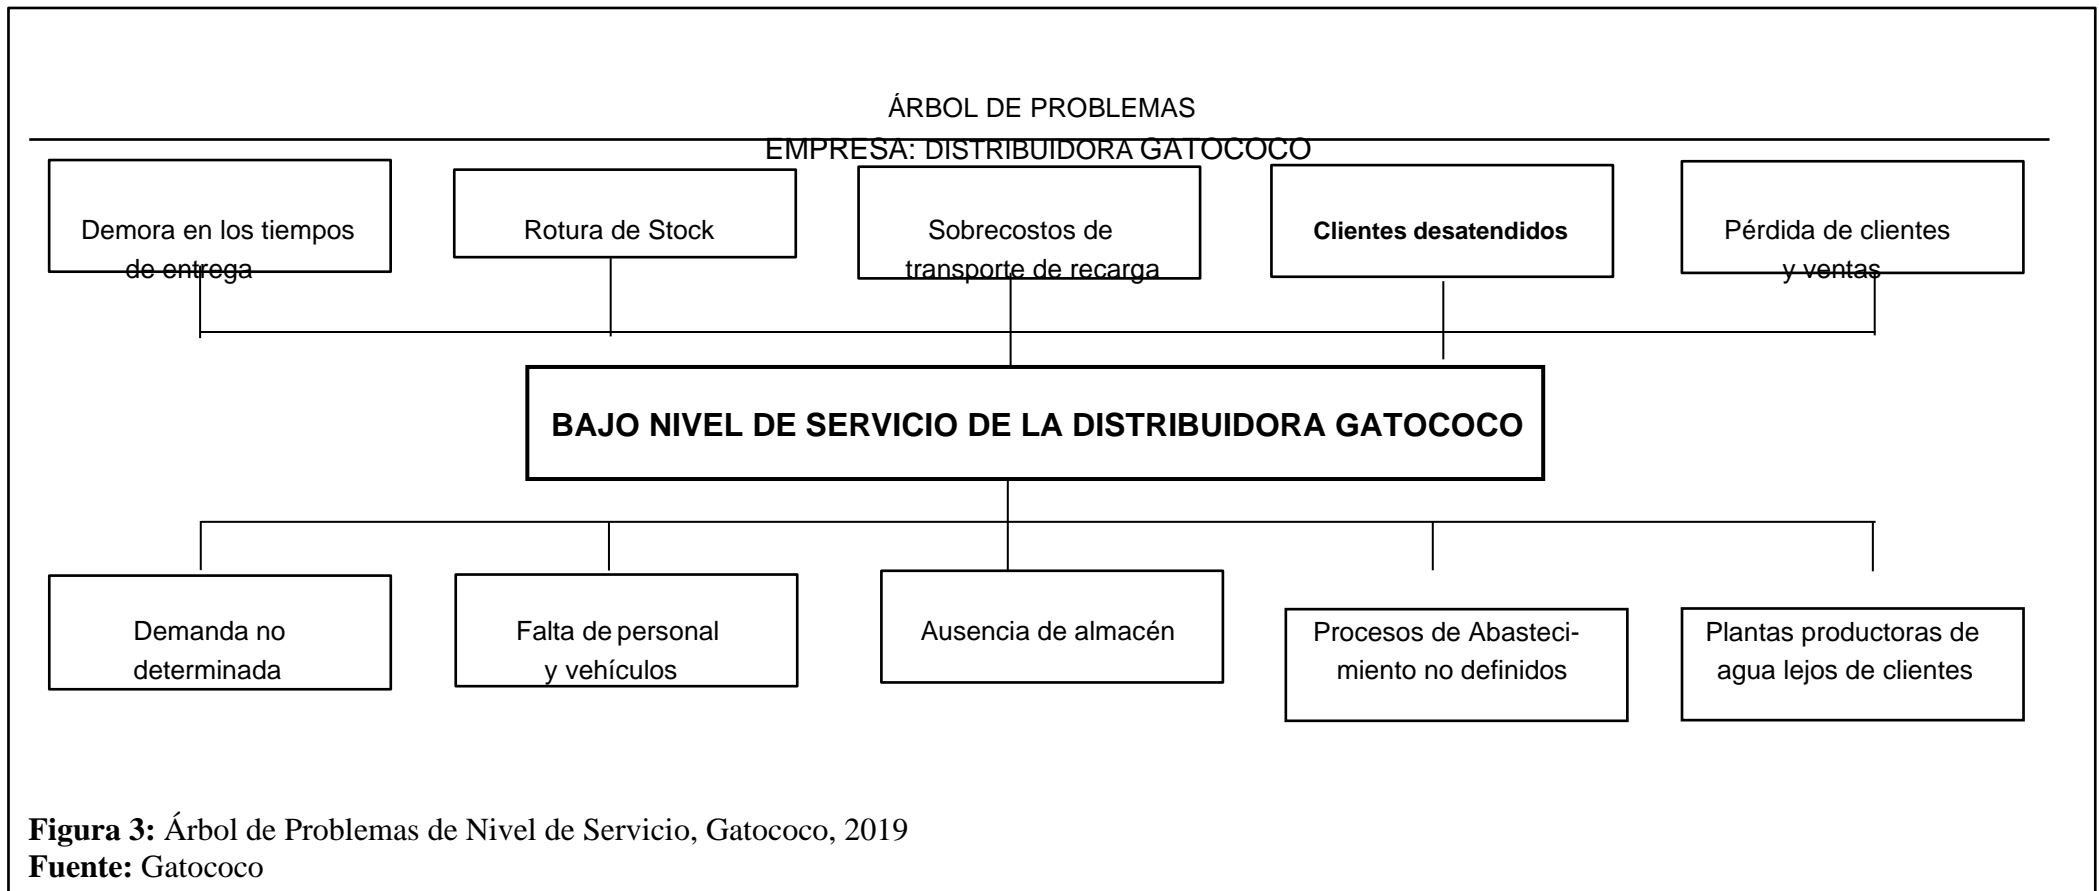 ÁRBOL DE PROBLEMAS
EMPRESA: DISTRIBUIDORA GATOCOCO
Demora en los tiempos
de entrega
Rotura de Stock
Sobrecostos de
transporte de recarga
Clientes desatendidos
Pérdida de clientes
y ventas
BAJO NIVEL DE SERVICIO DE LA DISTRIBUIDORA GATOCOCO
Demanda no
determinada
Falta de personal
y vehículos
Ausencia de almacén
Procesos de Abasteci-
miento no definidos
Plantas productoras de
agua lejos de clientes
Figura 3: Árbol de Problemas de Nivel de Servicio, Gatococo, 2019
Fuente: Gatococo